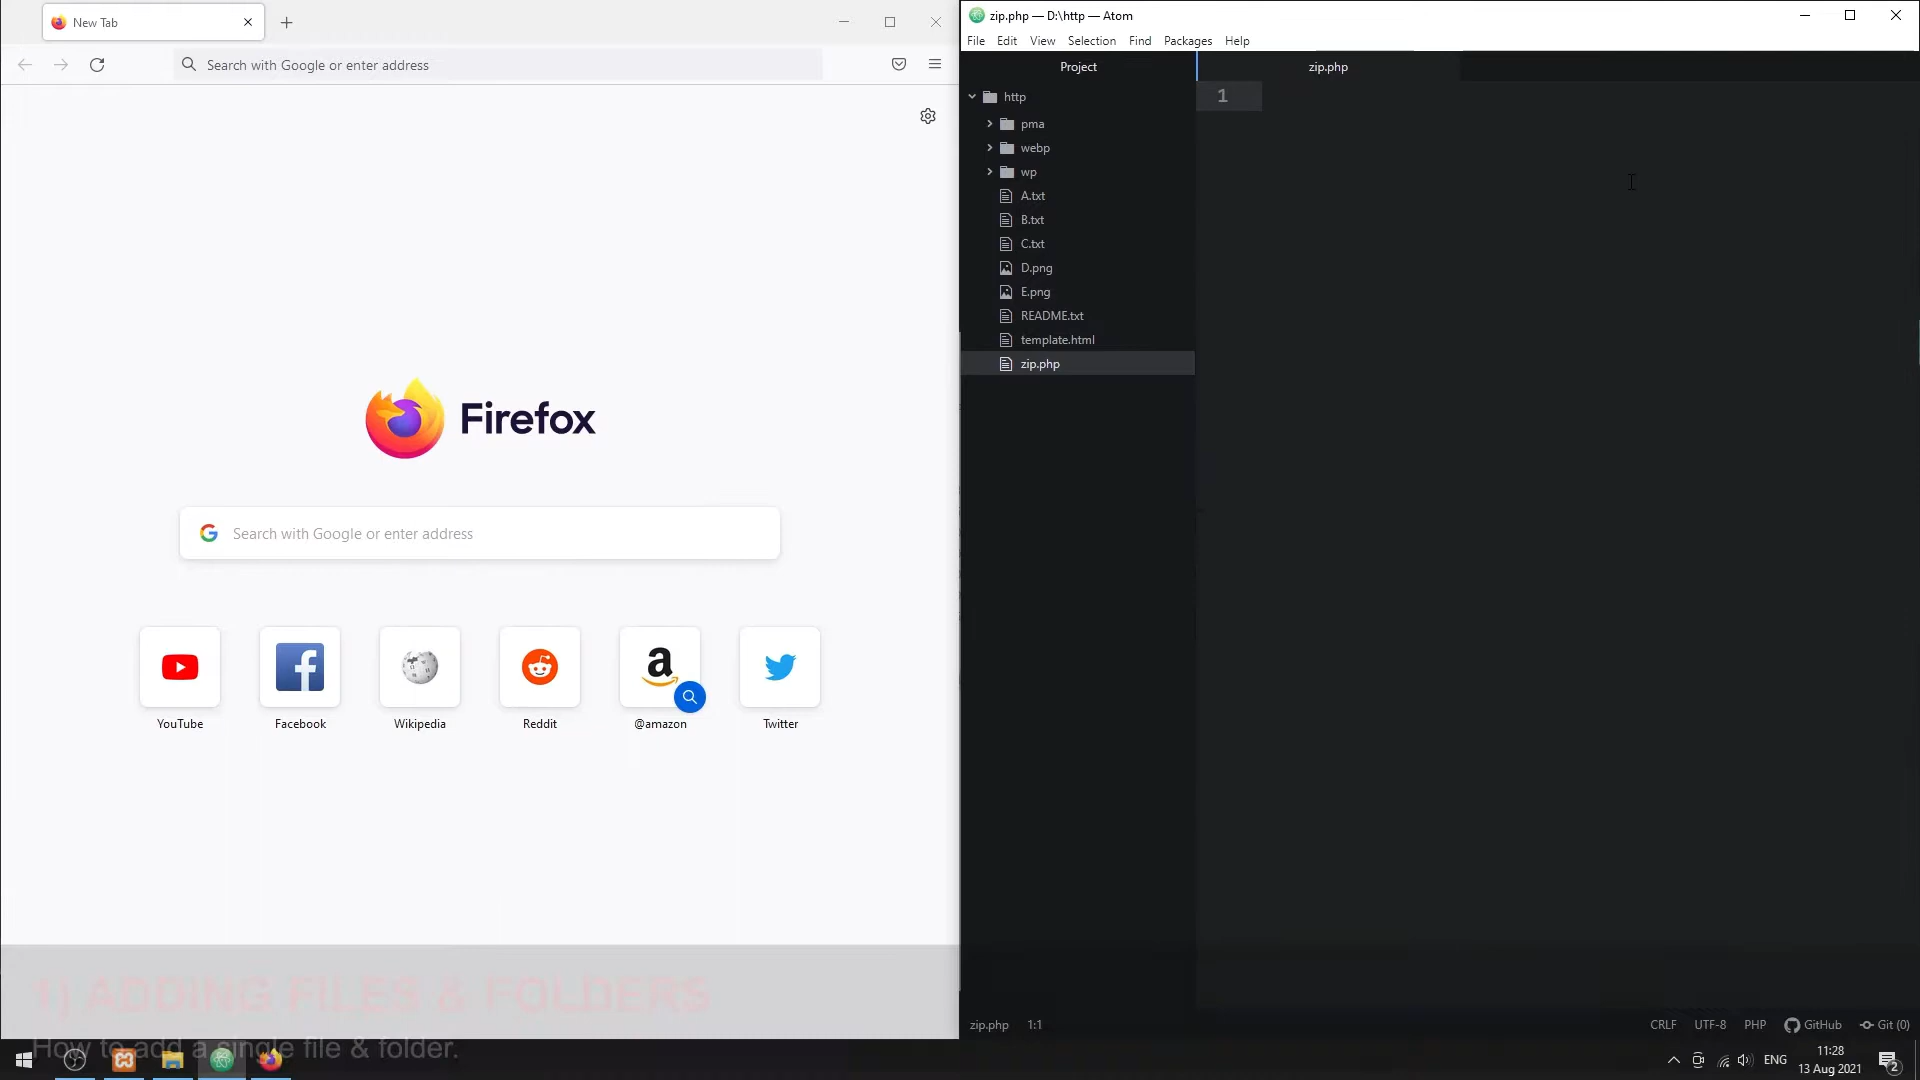 New Tab
Search with Google or enter address
Firefox
Search with Google or enter address
YouTube
Facebook
Wikipedia
Reddit
@amazon
Twitter
zip.php — D:\http — Atom
File Edit View Selection Find Packages Help
Project
zip.php
http
pma
webp
wp
A.txt
B.txt
C.txt
D.png
E.png
README.txt
template.html
zip.php
1
zip.php 1:1
CRLF UTF-8 PHP GitHub Git (0)
1) ADDING FILES & FOLDERS
How to add a single file & folder.
ENG
11:28
13 Aug 2021
2